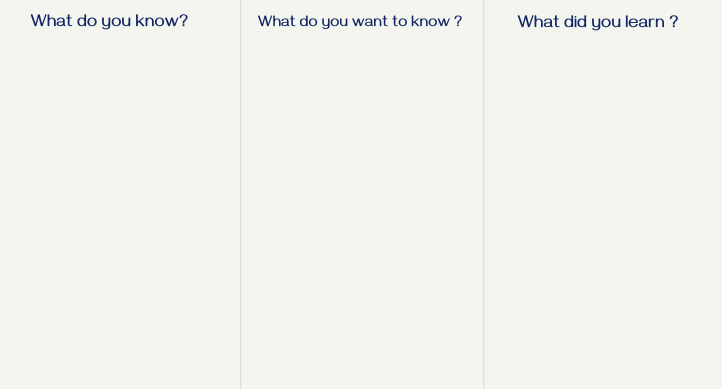 What do you know?
What do you want to know ?
What did you learn ?